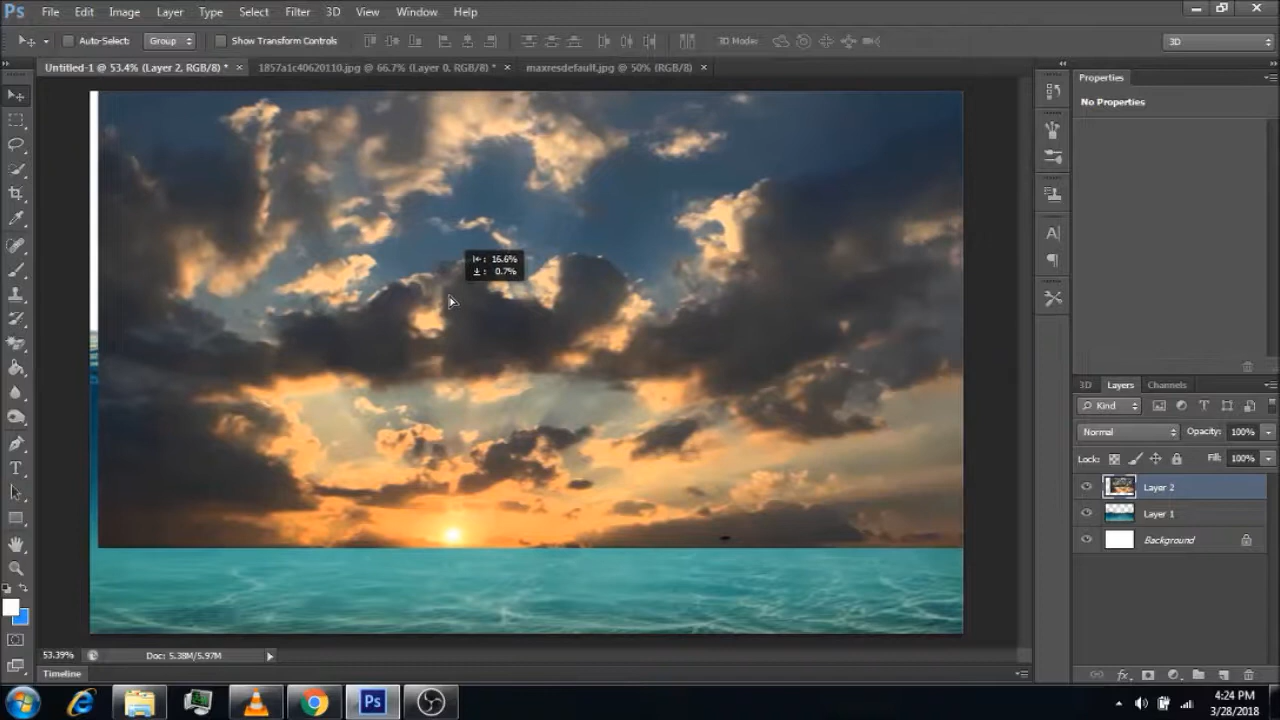 Ps File Edit Image Layer Type Select Filter 3D View Window Help
Auto-Select: Group Show Transform Controls 3D Mode: 3D
Untitled-1 @ 53.4% (Layer 2, RGB/8) * × 1857a1c40620110.jpg @ 66.7% (Layer 0, RGB/8) * × maxresdefault.jpg @ 50% (RGB/8) ×
Properties
No Properties
16.6%
0.7%
3D Layers Channels
Kind
Normal Opacity: 100%
Lock: Fill: 100%
Layer 2
Layer 1
Background
53.39% Doc: 5.38M/5.97M
Timeline
Ps
4:24 PM
3/28/2018